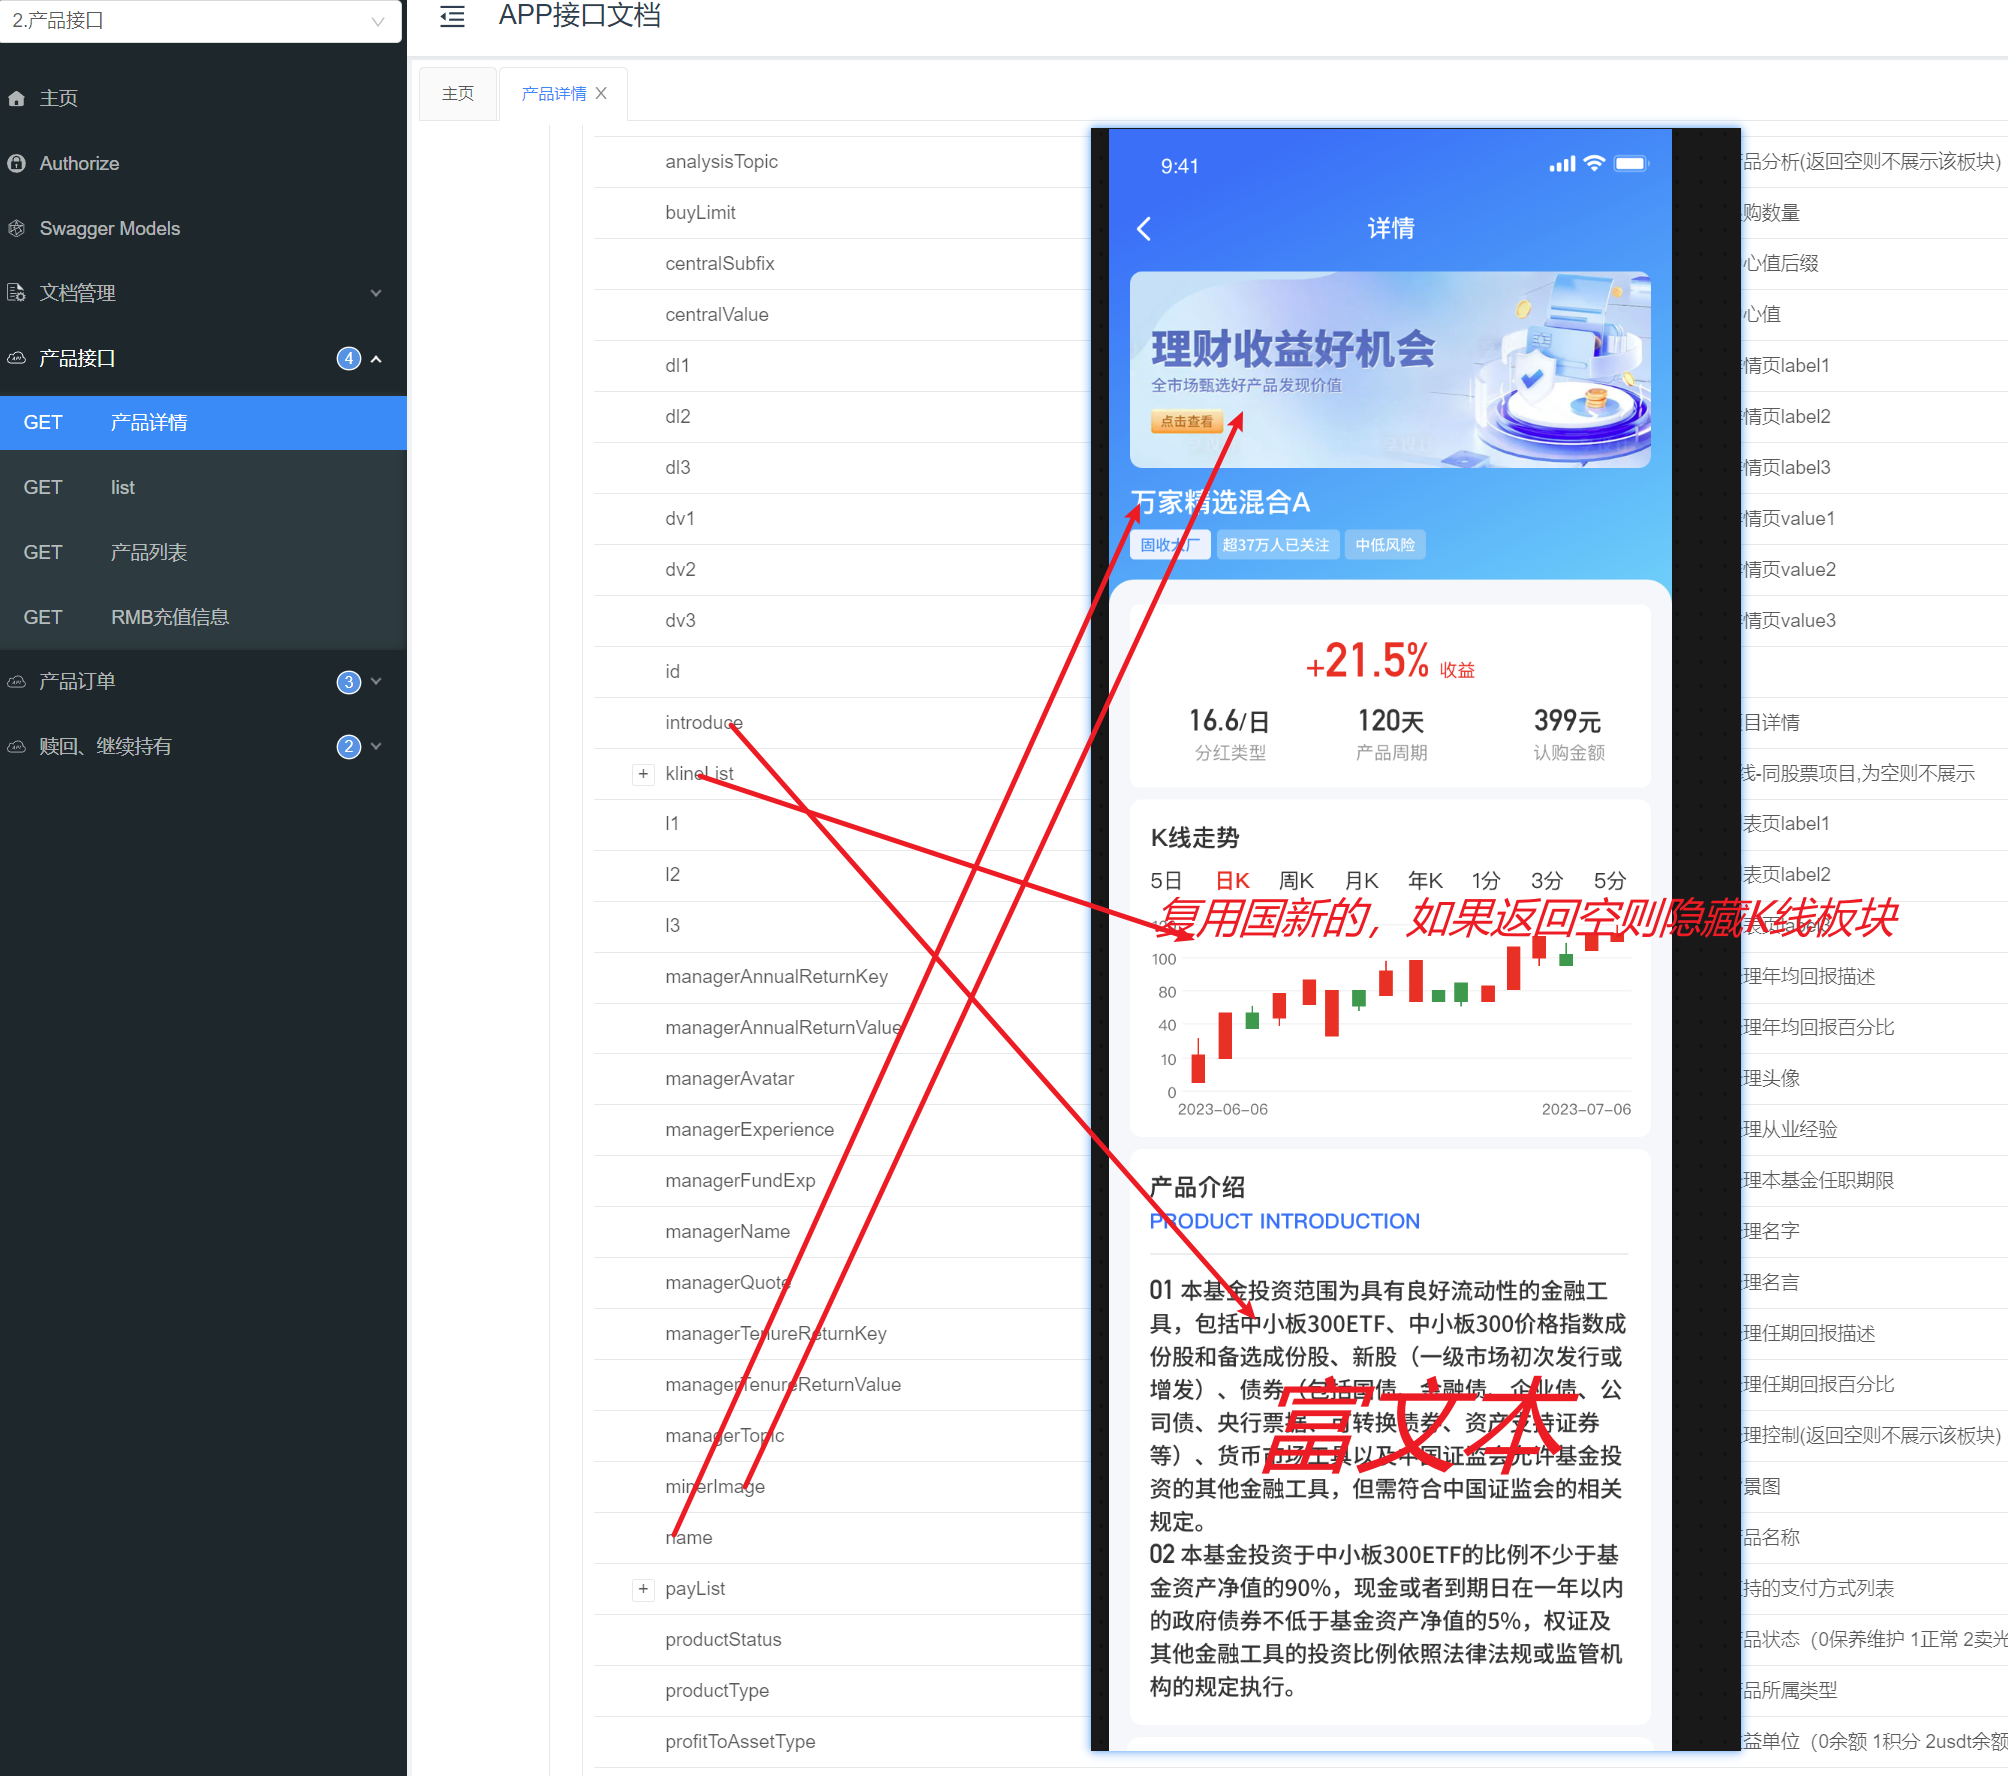 2.产品接口
APP接口文档
主页
产品详情
主页
Authorize
Swagger Models
文档管理
产品接口
4
GET 产品详情
GET list
GET 产品列表
GET RMB充值信息
产品订单
3
赎回、继续持有
2
analysisTopic
buyLimit
centralSubfix
centralValue
dl1
dl2
dl3
dv1
dv2
dv3
id
introduce
+ klineList
l1
l2
l3
managerAnnualReturnKey
managerAnnualReturnValue
managerAvatar
managerExperience
managerFundExp
managerName
managerQuote
managerTenureReturnKey
managerTenureReturnValue
managerTopic
minerImage
name
+ payList
productStatus
productType
profitToAssetType
9:41
详情
理财收益好机会
全市场甄选好产品发现价值
点击查看
万家精选混合A
固收大厂 超37万人已关注 中低风险
+21.5% 收益
16.6/日 120天 399元
分红类型 产品周期 认购金额
K线走势
5日 日K 周K 月K 年K 1分 3分 5分
复用国新的，如果返回空则隐藏K线板块
100
80
40
10
0
2023-06-06 2023-07-06
产品介绍
PRODUCT INTRODUCTION
01 本基金投资范围为具有良好流动性的金融工
具，包括中小板300ETF、中小板300价格指数成
份股和备选成份股、新股（一级市场初次发行或
增发）、债券（包括国债、金融债、企业债、公
司债、央行票据、可转换债券、资产支持证券
等）、货币市场工具以及中国证监会允许基金投
资的其他金融工具，但需符合中国证监会的相关
规定。
富文本
02 本基金投资于中小板300ETF的比例不少于基
金资产净值的90%，现金或者到期日在一年以内
的政府债券不低于基金资产净值的5%，权证及
其他金融工具的投资比例依照法律法规或监管机
构的规定执行。
品分析(返回空则不展示该板块)
购数量
心值后缀
心值
情页label1
情页label2
情页label3
情页value1
情页value2
情页value3
目详情
线-同股票项目,为空则不展示
表页label1
表页label2
表页label3
理年均回报描述
理年均回报百分比
理头像
理从业经验
理本基金任职期限
理名字
理名言
理任期回报描述
理任期回报百分比
理控制(返回空则不展示该板块)
景图
品名称
持的支付方式列表
品状态（0保养维护 1正常 2卖光
品所属类型
益单位（0余额 1积分 2usdt余额